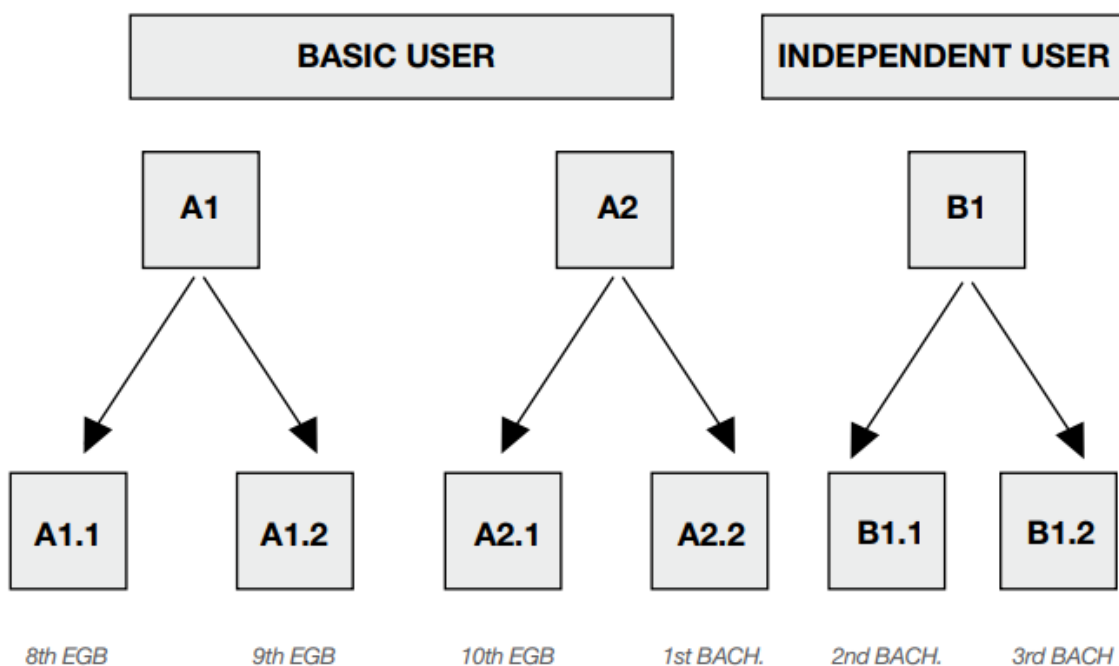 BASIC USER
INDEPENDENT USER
A1
A2
B1
A1.1
A1.2
A2.1
A2.2
B1.1
B1.2
8th EGB
9th EGB
10th EGB
1st BACH.
2nd BACH.
3rd BACH